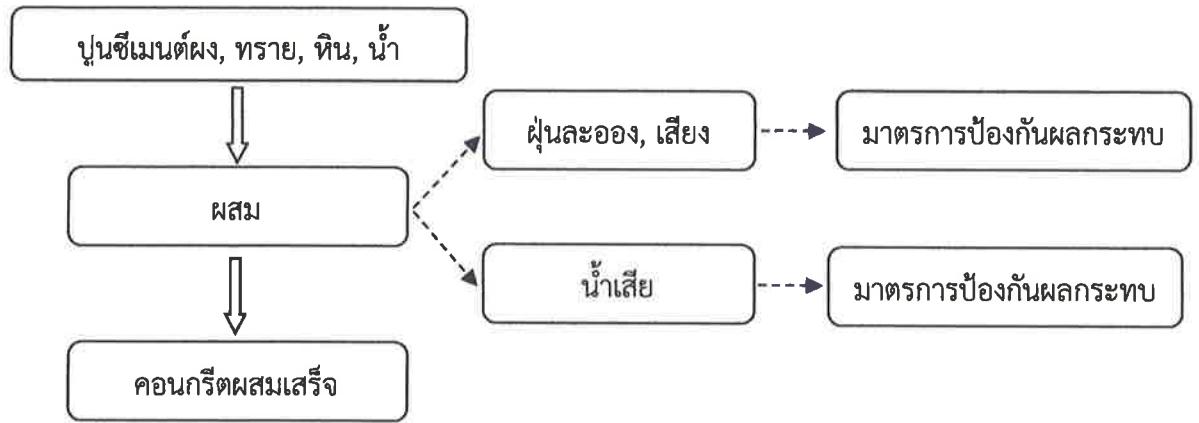 ปูนซีเมนต์ผง, ทราย, หิน, น้ำ
ฝุ่นละออง, เสียง
มาตรการป้องกันผลกระทบ
ผสม
น้ำเสีย
มาตรการป้องกันผลกระทบ
คอนกรีตผสมเสร็จ